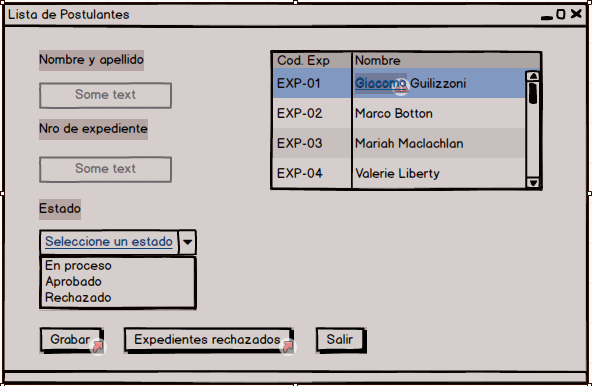 Lista de Postulantes
Nombre y apellido
Some text
Nro de expediente
Some text
Estado
Seleccione un estado
En proceso
Aprobado
Rechazado
Cod. Exp Nombre
EXP-01 Giacomo Guilizzoni
EXP-02 Marco Botton
EXP-03 Mariah Maclachlan
EXP-04 Valerie Liberty
Grabar Expedientes rechazados Salir